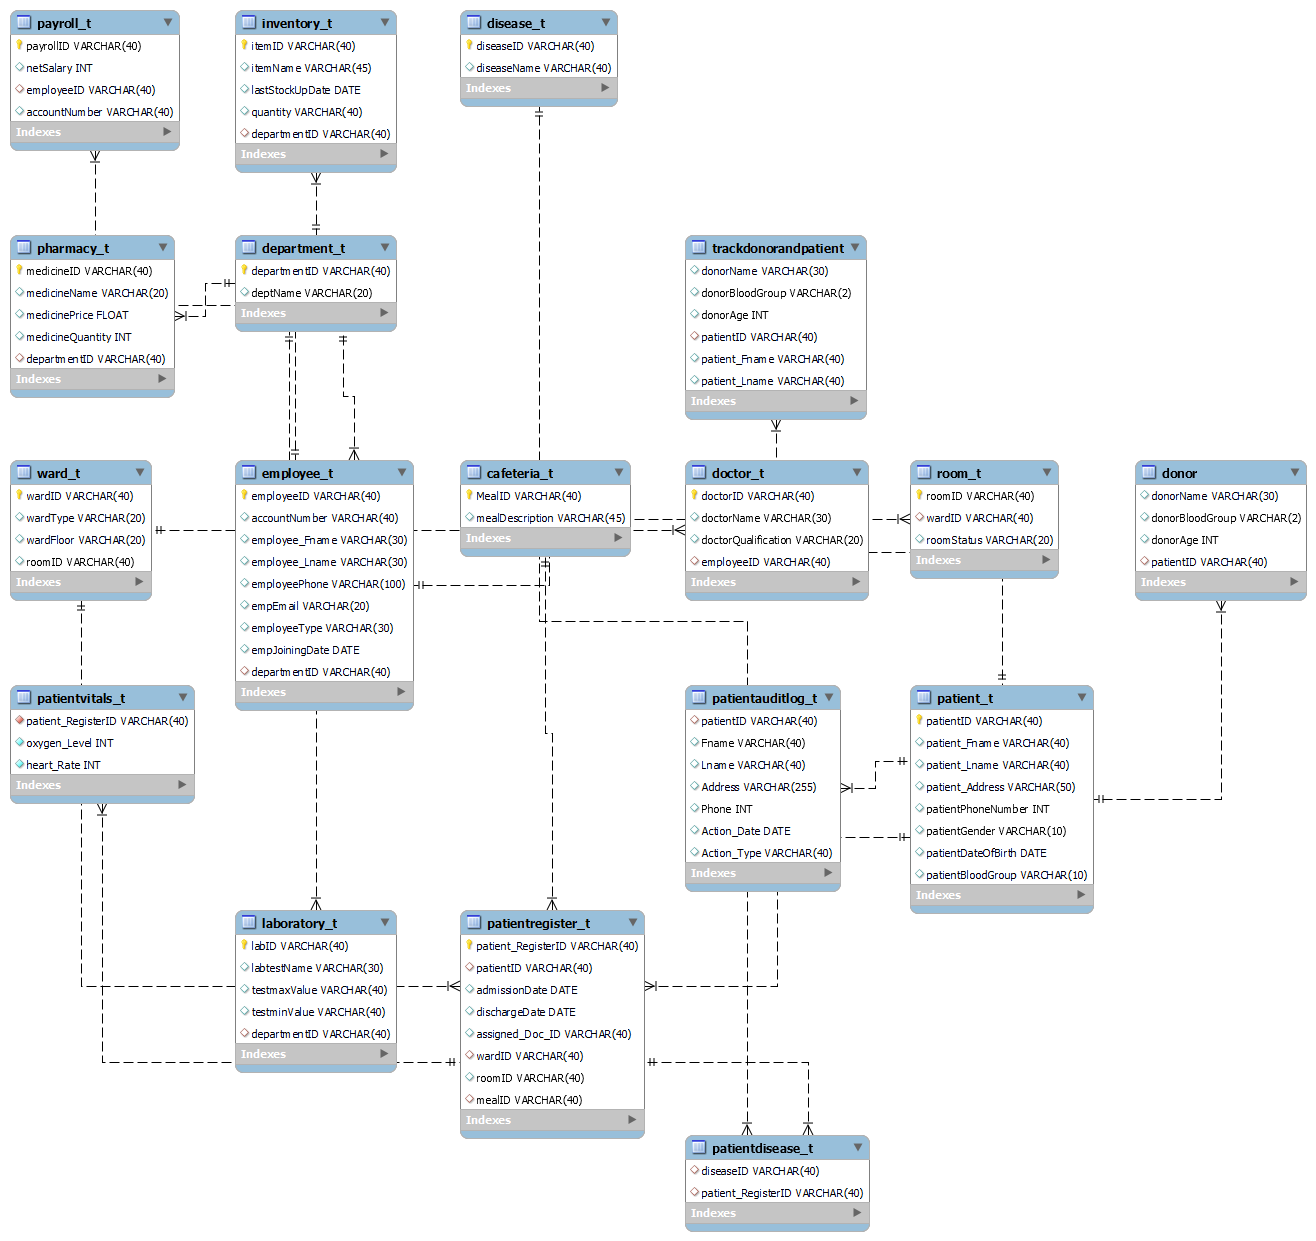 payroll_t
payrollID VARCHAR(40)
netSalary INT
employeeID VARCHAR(40)
accountNumber VARCHAR(40)
Indexes
inventory_t
itemID VARCHAR(40)
itemName VARCHAR(45)
lastStockUpDate DATE
quantity VARCHAR(40)
departmentID VARCHAR(40)
Indexes
disease_t
diseaseID VARCHAR(40)
diseaseName VARCHAR(40)
Indexes
pharmacy_t
medicineID VARCHAR(40)
medicineName VARCHAR(20)
medicinePrice FLOAT
medicineQuantity INT
departmentID VARCHAR(40)
Indexes
department_t
departmentID VARCHAR(40)
deptName VARCHAR(20)
Indexes
trackdonorandpatient
donorName VARCHAR(30)
donorBloodGroup VARCHAR(2)
donorAge INT
patientID VARCHAR(40)
patient_Fname VARCHAR(40)
patient_Lname VARCHAR(40)
Indexes
ward_t
wardID VARCHAR(40)
wardType VARCHAR(20)
wardFloor VARCHAR(20)
roomID VARCHAR(40)
Indexes
employee_t
employeeID VARCHAR(40)
accountNumber VARCHAR(40)
employee_Fname VARCHAR(30)
employee_Lname VARCHAR(30)
employeePhone VARCHAR(100)
empEmail VARCHAR(20)
employeeType VARCHAR(30)
empJoiningDate DATE
departmentID VARCHAR(40)
Indexes
cafeteria_t
MealID VARCHAR(40)
mealDescription VARCHAR(45)
Indexes
doctor_t
doctorID VARCHAR(40)
doctorName VARCHAR(30)
doctorQualification VARCHAR(20)
employeeID VARCHAR(40)
Indexes
room_t
roomID VARCHAR(40)
wardID VARCHAR(40)
roomStatus VARCHAR(20)
Indexes
donor
donorName VARCHAR(30)
donorBloodGroup VARCHAR(2)
donorAge INT
patientID VARCHAR(40)
Indexes
patientvitals_t
patient_RegisterID VARCHAR(40)
oxygen_Level INT
heart_Rate INT
Indexes
patientauditlog_t
patientID VARCHAR(40)
Fname VARCHAR(40)
Lname VARCHAR(40)
Address VARCHAR(255)
Phone INT
Action_Date DATE
Action_Type VARCHAR(40)
Indexes
patient_t
patientID VARCHAR(40)
patient_Fname VARCHAR(40)
patient_Lname VARCHAR(40)
patient_Address VARCHAR(50)
patientPhoneNumber INT
patientGender VARCHAR(10)
patientDateOfBirth DATE
patientBloodGroup VARCHAR(10)
Indexes
laboratory_t
labID VARCHAR(40)
labtestName VARCHAR(30)
testmaxValue VARCHAR(40)
testminValue VARCHAR(40)
departmentID VARCHAR(40)
Indexes
patientregister_t
patient_RegisterID VARCHAR(40)
patientID VARCHAR(40)
admissionDate DATE
dischargeDate DATE
assigned_Doc_ID VARCHAR(40)
wardID VARCHAR(40)
roomID VARCHAR(40)
mealID VARCHAR(40)
Indexes
patientdisease_t
diseaseID VARCHAR(40)
patient_RegisterID VARCHAR(40)
Indexes